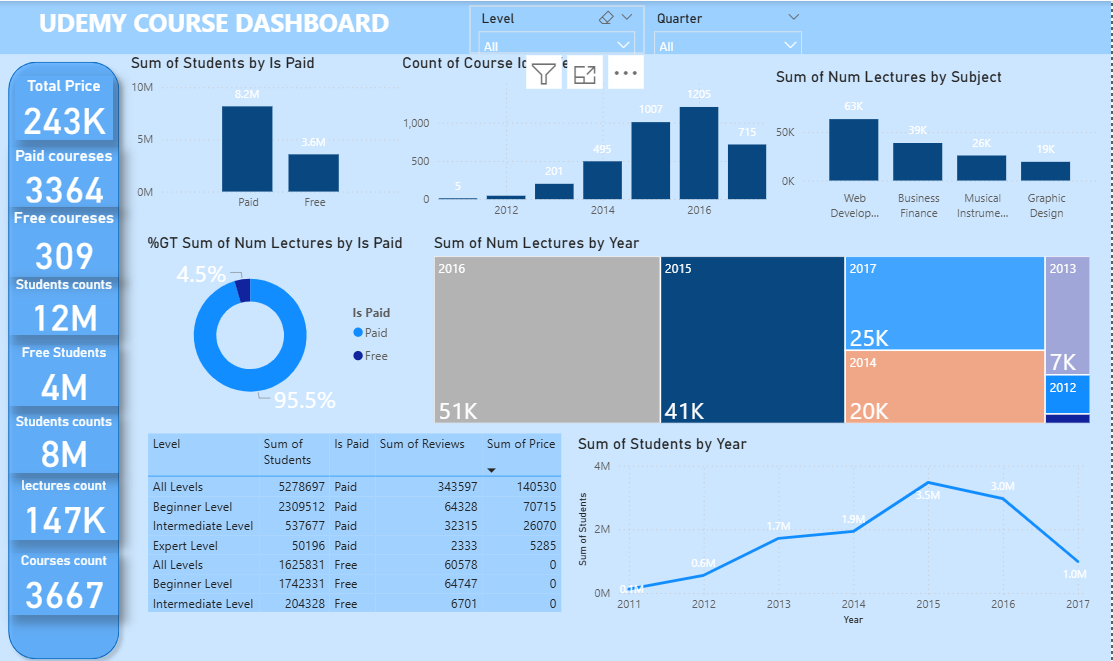 UDEMY COURSE DASHBOARD
Level
All
Quarter
All
Total Price
243K
Paid coureses
3364
Free coureses
309
Students counts
12M
Free Students
4M
Students counts
8M
lectures count
147K
Courses count
3667
Sum of Students by Is Paid
10M
5M
0M
8.2M
3.6M
Paid
Free
Count of Course
1,000
500
0
5
201
495
1007
1205
715
2012
2014
2016
Sum of Num Lectures by Subject
50K
0K
63K
39K
26K
19K
Web Develop...
Business Finance
Musical Instrume...
Graphic Design
%GT Sum of Num Lectures by Is Paid
4.5%
95.5%
Is Paid
Paid
Free
Sum of Num Lectures by Year
2016
51K
2015
41K
2017
25K
2014
20K
2013
7K
2012
Level Sum of Students Is Paid Sum of Reviews Sum of Price
All Levels 5278697 Paid 343597 140530
Beginner Level 2309512 Paid 64328 70715
Intermediate Level 537677 Paid 32315 26070
Expert Level 50196 Paid 2333 5285
All Levels 1625831 Free 60578 0
Beginner Level 1742331 Free 64747 0
Intermediate Level 204328 Free 6701 0
Sum of Students by Year
Sum of Students
4M
2M
0M
0.1M
0.6M
1.7M
1.9M
3.5M
3.0M
1.0M
2011
2012
2013
2014
2015
2016
2017
Year